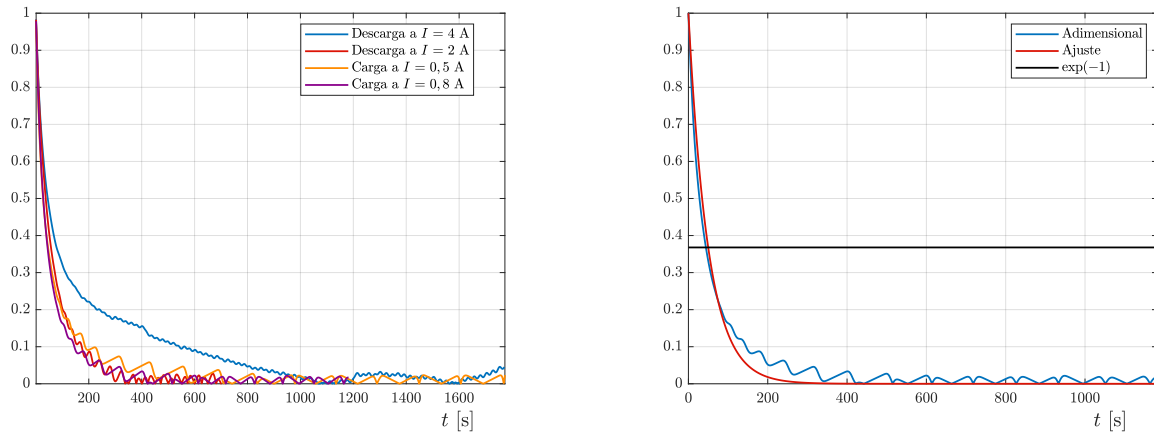 1
0.9
0.8
0.7
0.6
0.5
0.4
0.3
0.2
0.1
0
200 400 600 800 1000 1200 1400 1600
t [s]
Descarga a I = 4 A
Descarga a I = 2 A
Carga a I = 0, 5 A
Carga a I = 0, 8 A
1
0.9
0.8
0.7
0.6
0.5
0.4
0.3
0.2
0.1
0
0 200 400 600 800 1000
t [s]
Adimensional
Ajuste
exp(−1)